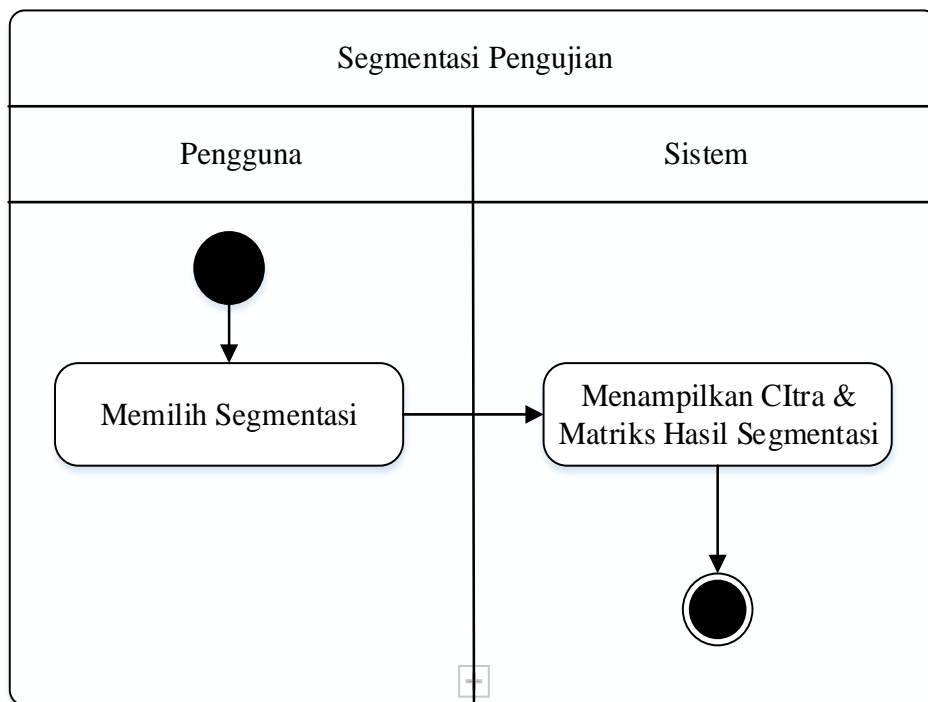 Segmentasi Pengujian
Pengguna
Sistem
Memilih Segmentasi
Menampilkan CItra &
Matriks Hasil Segmentasi